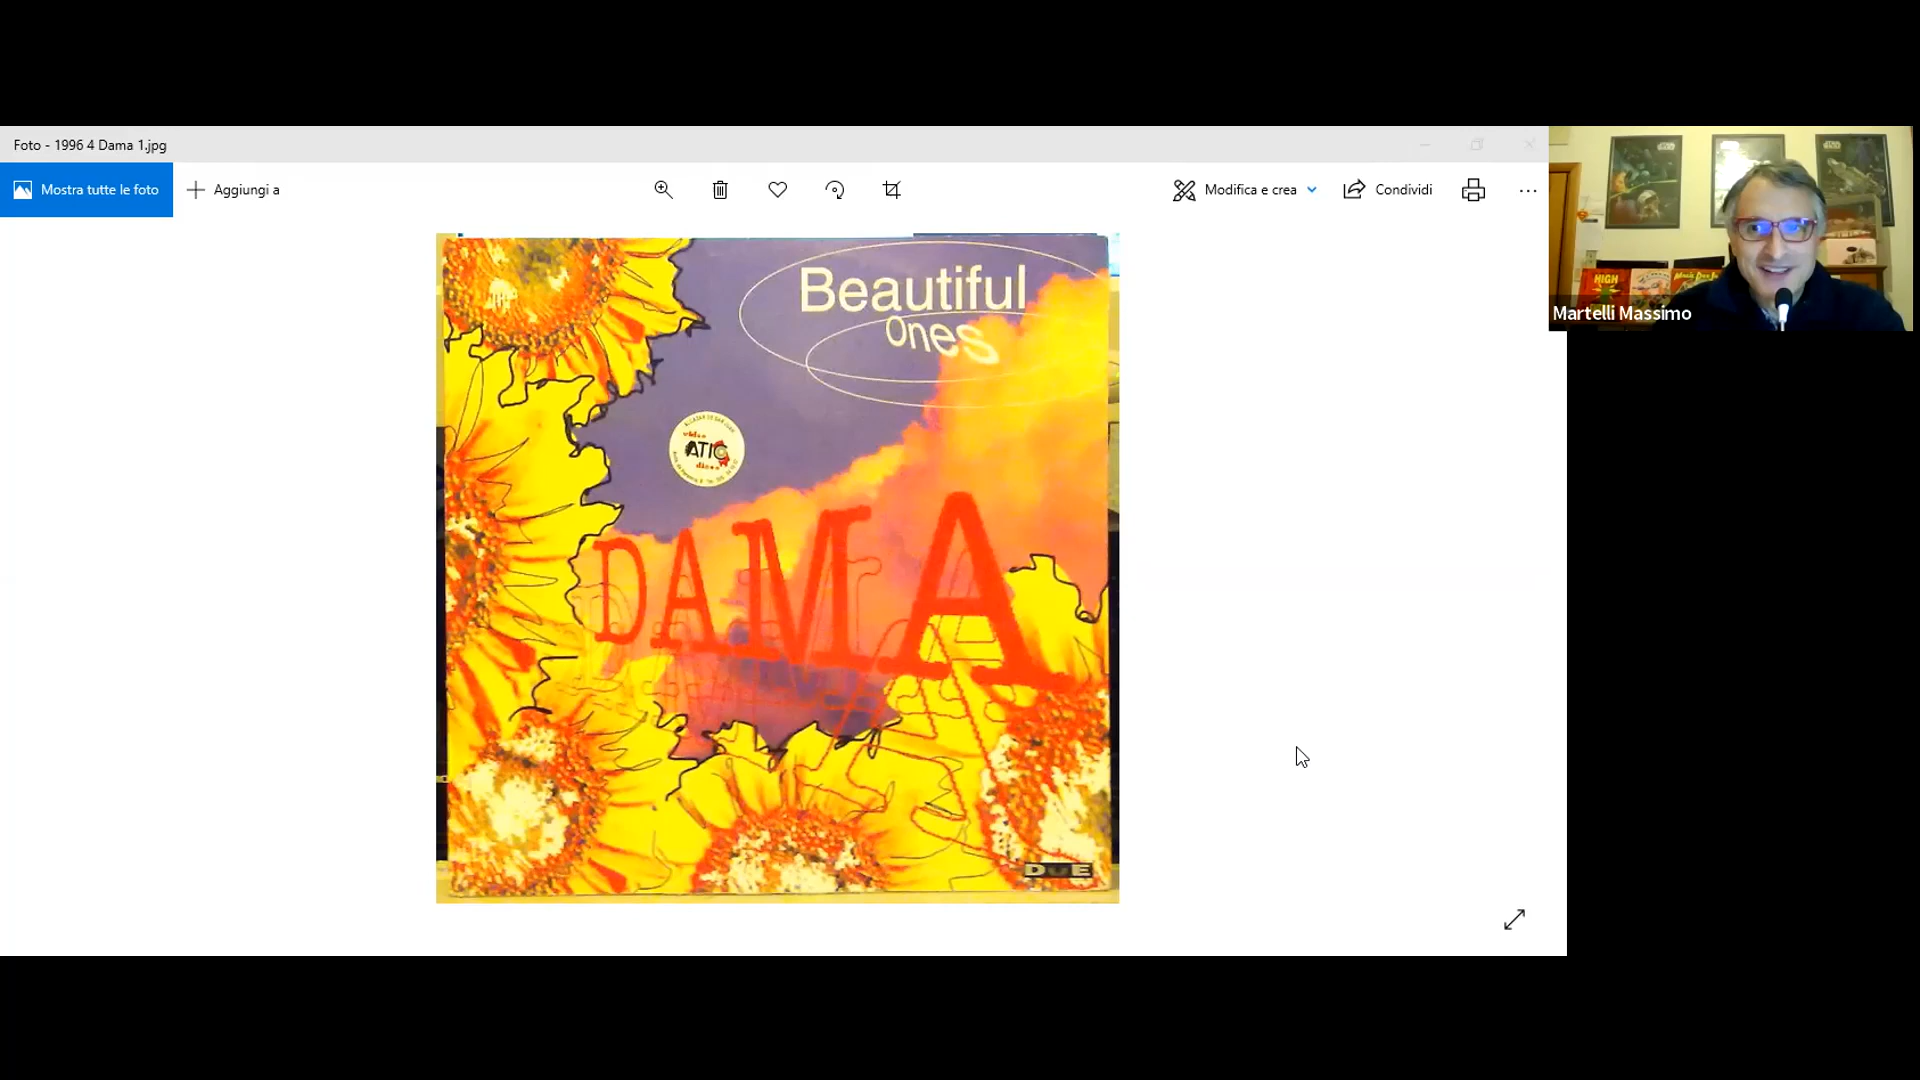 Foto - 1996 4 Dama 1.jpg
Mostra tutte le foto
Aggiungi a
Modifica e crea
Condividi
Beautiful
Ones
ATIC
DAMA
DUE
HIGH
Martelli Massimo